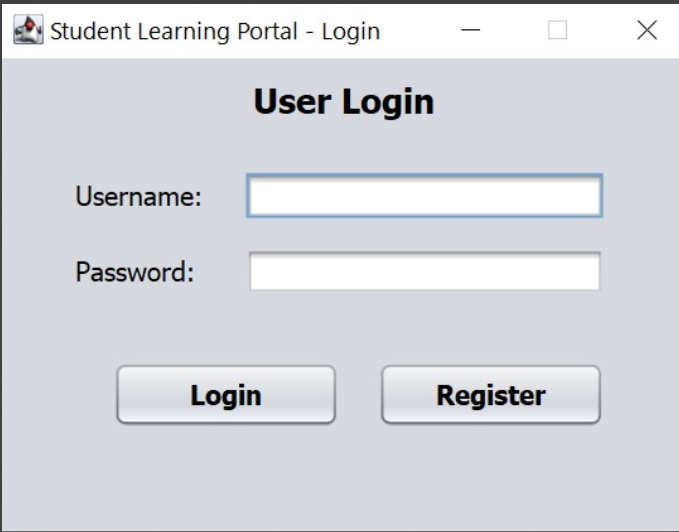 Student Learning Portal - Login
User Login
Username:
Password:
Login Register